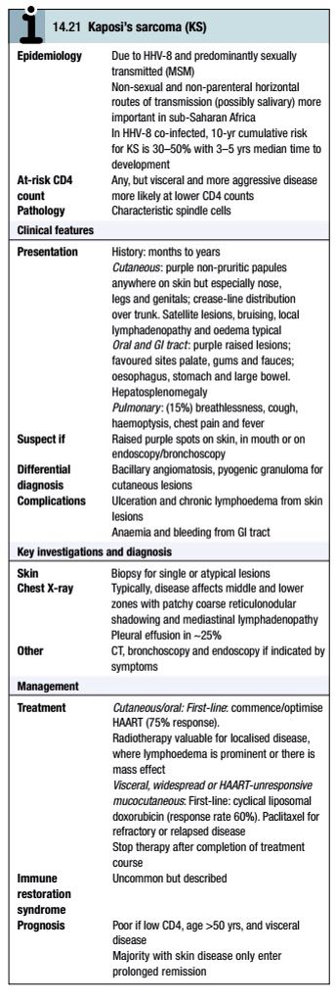 i 14.21 Kaposi's sarcoma (KS)
Epidemiology Due to HHV-8 and predominantly sexually
transmitted (MSM)
Non-sexual and non-parenteral horizontal
routes of transmission (possibly salivary) more
important in sub-Saharan Africa
In HHV-8 co-infected, 10-yr cumulative risk
for KS is 30–50% with 3–5 yrs median time to
development
At-risk CD4 Any, but visceral and more aggressive disease
count more likely at lower CD4 counts
Pathology Characteristic spindle cells
Clinical features
Presentation History: months to years
Cutaneous: purple non-pruritic papules
anywhere on skin but especially nose,
legs and genitals; crease-line distribution
over trunk. Satellite lesions, bruising, local
lymphadenopathy and oedema typical
Oral and GI tract: purple raised lesions;
favoured sites palate, gums and fauces;
oesophagus, stomach and large bowel.
Hepatosplenomegaly
Pulmonary: (15%) breathlessness, cough,
haemoptysis, chest pain and fever
Suspect if Raised purple spots on skin, in mouth or on
endoscopy/bronchoscopy
Differential Bacillary angiomatosis, pyogenic granuloma for
diagnosis cutaneous lesions
Complications Ulceration and chronic lymphoedema from skin
lesions
Anaemia and bleeding from GI tract
Key investigations and diagnosis
Skin Biopsy for single or atypical lesions
Chest X-ray Typically, disease affects middle and lower
zones with patchy coarse reticulonodular
shadowing and mediastinal lymphadenopathy
Pleural effusion in ~25%
Other CT, bronchoscopy and endoscopy if indicated by
symptoms
Management
Treatment Cutaneous/oral: First-line: commence/optimise
HAART (75% response).
Radiotherapy valuable for localised disease,
where lymphoedema is prominent or there is
mass effect
Visceral, widespread or HAART-unresponsive
mucocutaneous: First-line: cyclical liposomal
doxorubicin (response rate 60%). Paclitaxel for
refractory or relapsed disease
Stop therapy after completion of treatment
course
Immune Uncommon but described
restoration
syndrome
Prognosis Poor if low CD4, age >50 yrs, and visceral
disease
Majority with skin disease only enter
prolonged remission